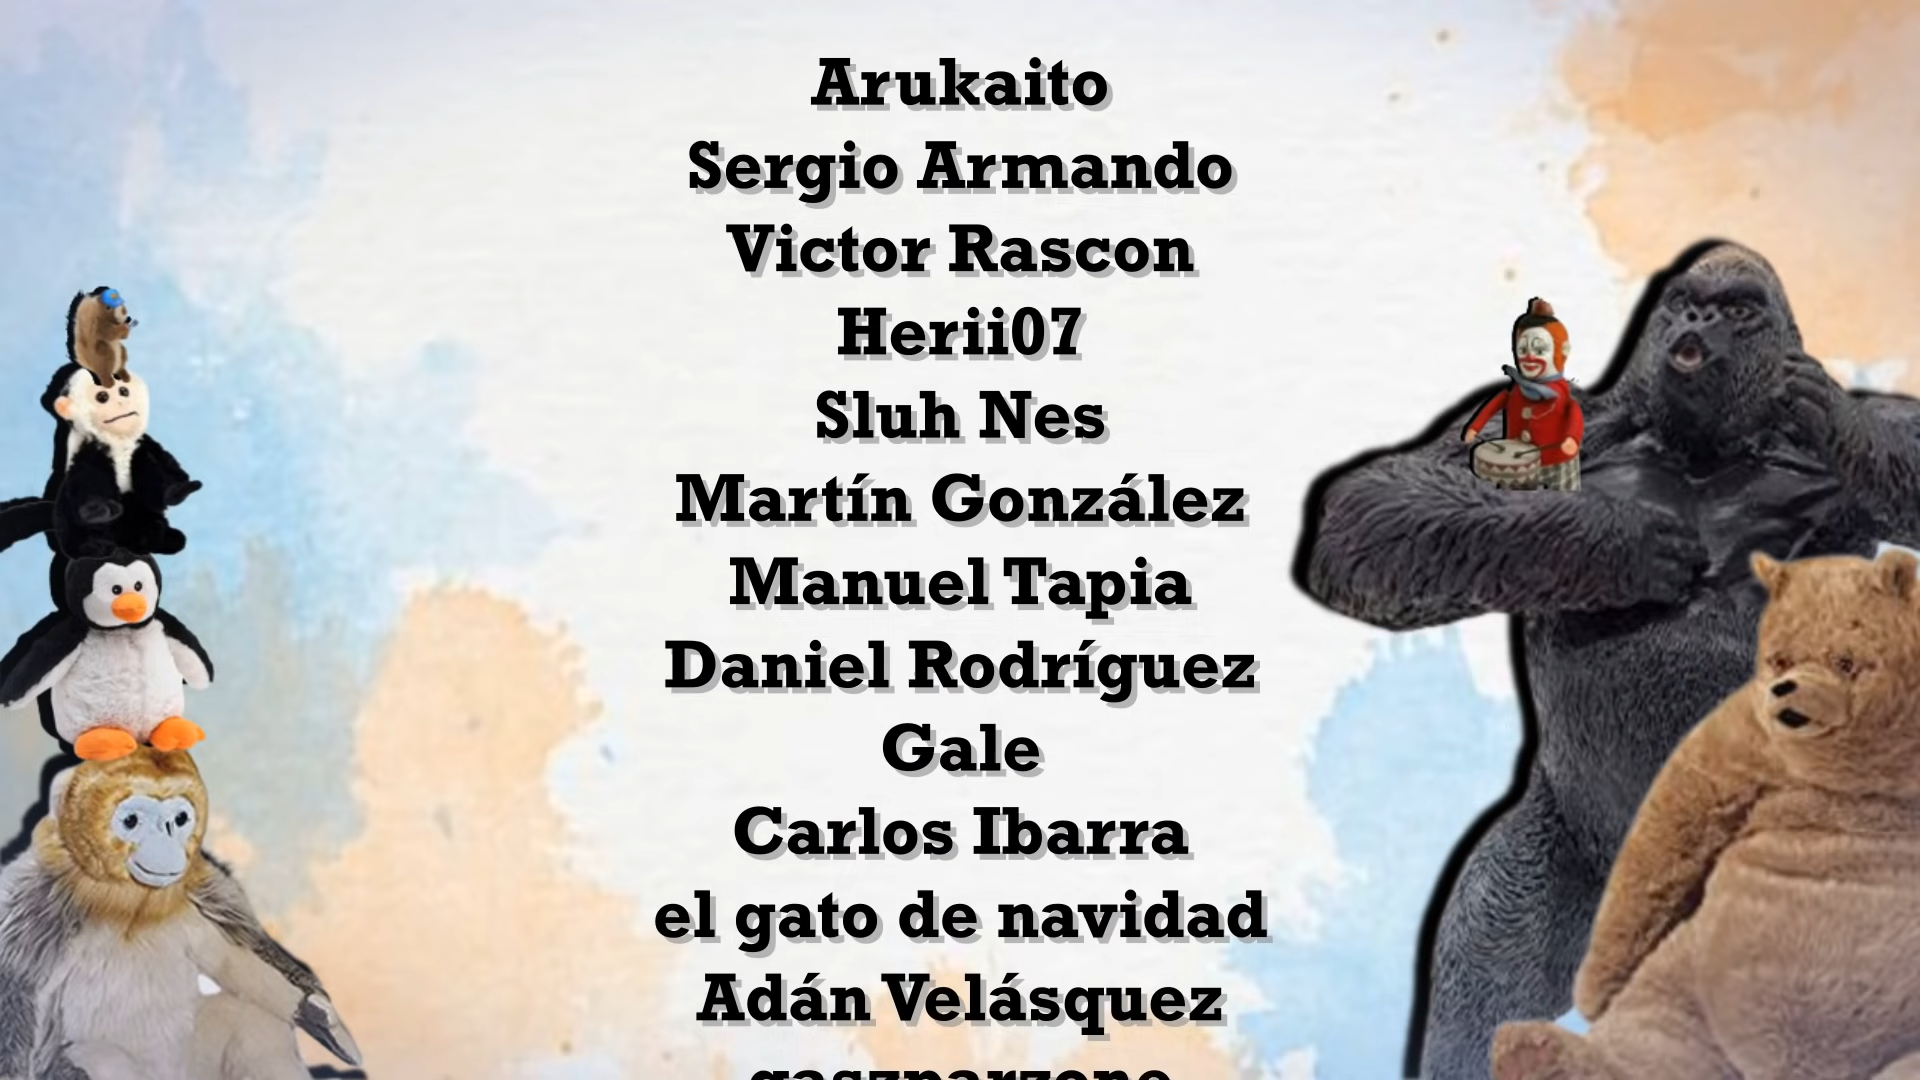 Arukaito
Sergio Armando
Victor Rascon
Herii07
Sluh Nes
Martín González
Manuel Tapia
Daniel Rodríguez
Gale
Carlos Ibarra
el gato de navidad
Adán Velásquez